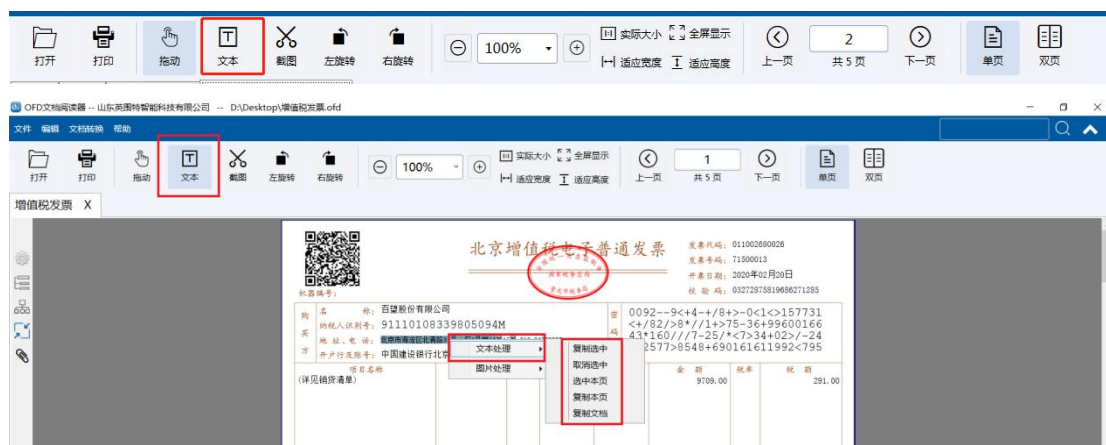 打开 打印 拖动 文本 截图 左旋转 右旋转 100% 实际大小 全屏显示 适应宽度 适应高度 上一页 2 共 5 页 下一页 单页 双页
OFD文档阅读器 -- 山东英图特智能科技有限公司 -- D:\Desktop\增值税发票.ofd
文件 编辑 文档转换 帮助
打开 打印 拖动 文本 截图 左旋转 右旋转 100% 实际大小 全屏显示 适应宽度 适应高度 上一页 1 共 5 页 下一页 单页 双页
增值税发票 X
北京增值税电子普通发票
国家税务总局
发票代码: 011002680026
发票号码: 71500013
开票日期: 2020年02月20日
校 验 码: 03272875819686271285
机器编号:
购买方
名 称: 百望股份有限公司
纳税人识别号: 91110108339805094M
地 址、电 话:
开户行及账号: 中国建设银行北京
密码
0092--9<+4-+/8+>-0<1<>157731
<+/82/>8*//1+>75-36+99600166
43*160///7-25/*<7>34+02>/-24
2577>8548+690161611992<795
文本处理
图片处理
复制选中
取消选中
选中本页
复制本页
复制文档
项目名称 金 额 税率 税 额
(详见销货清单) 9709.00 291.00